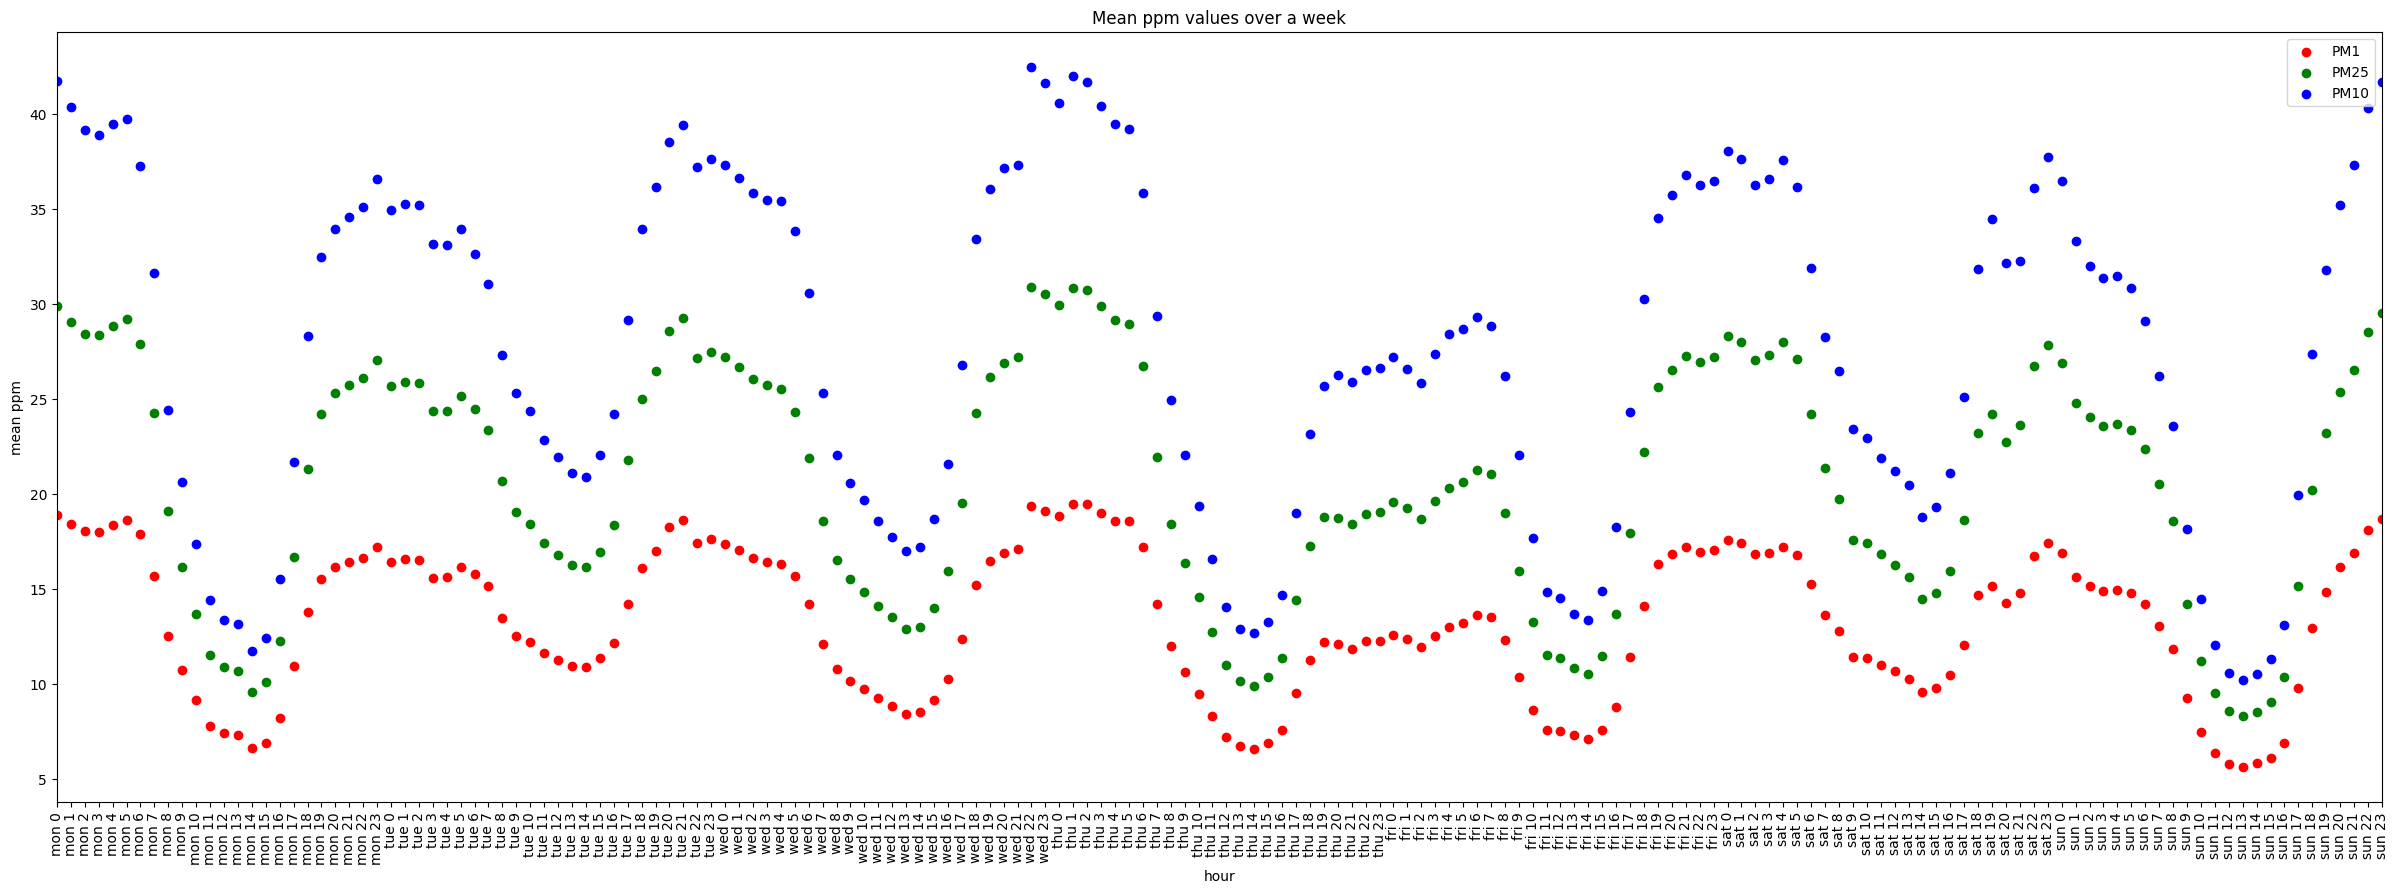 Mean ppm values over a week
PM1
PM25
PM10
40
35
30
25
20
15
10
5
mean ppm
mon 0
mon 1
mon 2
mon 3
mon 4
mon 5
mon 6
mon 7
mon 8
mon 9
mon 10
mon 11
mon 12
mon 13
mon 14
mon 15
mon 16
mon 17
mon 18
mon 19
mon 20
mon 21
mon 22
mon 23
tue 0
tue 1
tue 2
tue 3
tue 4
tue 5
tue 6
tue 7
tue 8
tue 9
tue 10
tue 11
tue 12
tue 13
tue 14
tue 15
tue 16
tue 17
tue 18
tue 19
tue 20
tue 21
tue 22
tue 23
wed 0
wed 1
wed 2
wed 3
wed 4
wed 5
wed 6
wed 7
wed 8
wed 9
wed 10
wed 11
wed 12
wed 13
wed 14
wed 15
wed 16
wed 17
wed 18
wed 19
wed 20
wed 21
wed 22
wed 23
thu 0
thu 1
thu 2
thu 3
thu 4
thu 5
thu 6
thu 7
thu 8
thu 9
thu 10
thu 11
thu 12
thu 13
thu 14
thu 15
thu 16
thu 17
thu 18
thu 19
thu 20
thu 21
thu 22
thu 23
fri 0
fri 1
fri 2
fri 3
fri 4
fri 5
fri 6
fri 7
fri 8
fri 9
fri 10
fri 11
fri 12
fri 13
fri 14
fri 15
fri 16
fri 17
fri 18
fri 19
fri 20
fri 21
fri 22
fri 23
sat 0
sat 1
sat 2
sat 3
sat 4
sat 5
sat 6
sat 7
sat 8
sat 9
sat 10
sat 11
sat 12
sat 13
sat 14
sat 15
sat 16
sat 17
sat 18
sat 19
sat 20
sat 21
sat 22
sat 23
sun 0
sun 1
sun 2
sun 3
sun 4
sun 5
sun 6
sun 7
sun 8
sun 9
sun 10
sun 11
sun 12
sun 13
sun 14
sun 15
sun 16
sun 17
sun 18
sun 19
sun 20
sun 21
sun 22
sun 23
hour